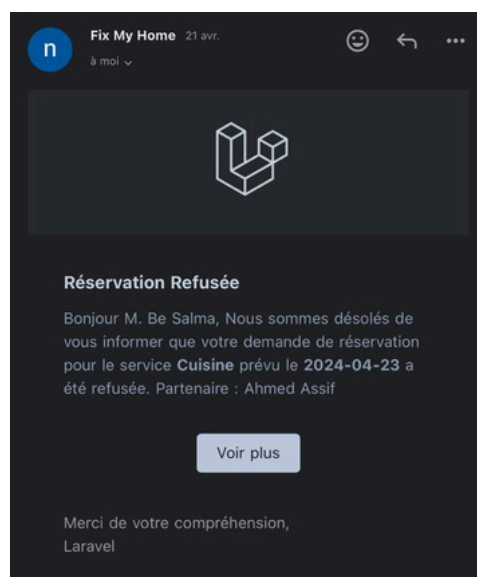 n
Fix My Home 21 avr.
à moi
Réservation Refusée
Bonjour M. Be Salma, Nous sommes désolés de
vous informer que votre demande de réservation
pour le service Cuisine prévu le 2024-04-23 a
été refusée. Partenaire : Ahmed Assif
Voir plus
Merci de votre compréhension,
Laravel